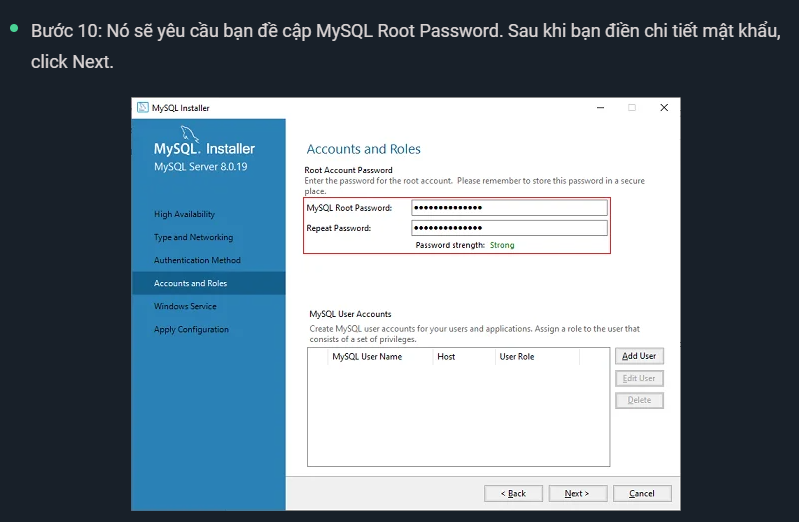 Bước 10: Nó sẽ yêu cầu bạn đề cập MySQL Root Password. Sau khi bạn điền chi tiết mật khẩu,
click Next.
MySQL Installer
MySQL. Installer
MySQL Server 8.0.19
High Availability
Type and Networking
Authentication Method
Accounts and Roles
Windows Service
Apply Configuration
Accounts and Roles
Root Account Password
Enter the password for the root account. Please remember to store this password in a secure
place.
MySQL Root Password: ••••••••••••••
Repeat Password: ••••••••••••••
Password strength: Strong
MySQL User Accounts
Create MySQL user accounts for your users and applications. Assign a role to the user that
consists of a set of privileges.
MySQL User Name Host User Role
Add User
Edit User
Delete
< Back Next > Cancel